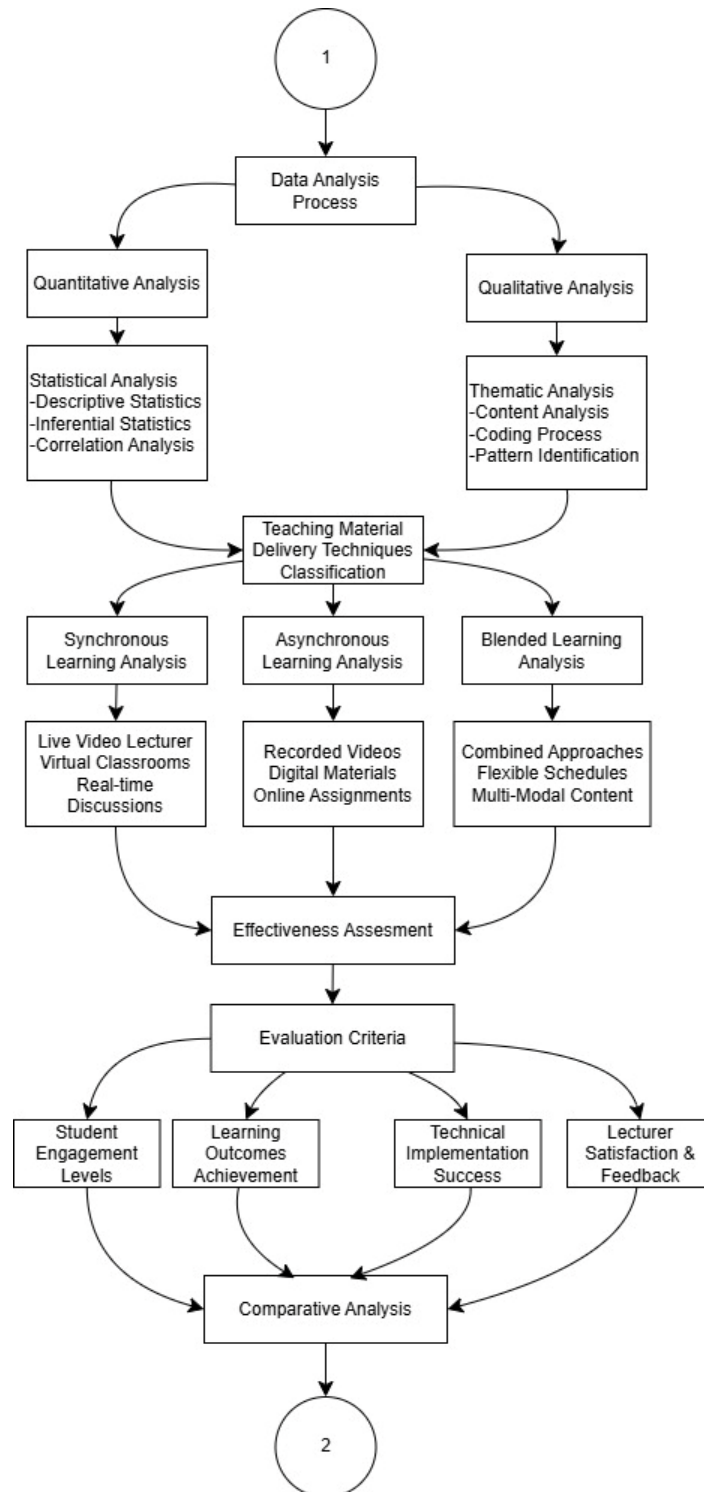 1
Data Analysis
Process
Quantitative Analysis
Qualitative Analysis
Statistical Analysis
-Descriptive Statistics
-Inferential Statistics
-Correlation Analysis
Thematic Analysis
-Content Analysis
-Coding Process
-Pattern Identification
Teaching Material
Delivery Techniques
Classification
Synchronous
Learning Analysis
Asynchronous
Learning Analysis
Blended Learning
Analysis
Live Video Lecturer
Virtual Classrooms
Real-time
Discussions
Recorded Videos
Digital Materials
Online Assignments
Combined Approaches
Flexible Schedules
Multi-Modal Content
Effectiveness Assesment
Evaluation Criteria
Student
Engagement
Levels
Learning
Outcomes
Achievement
Technical
Implementation
Success
Lecturer
Satisfaction &
Feedback
Comparative Analysis
2